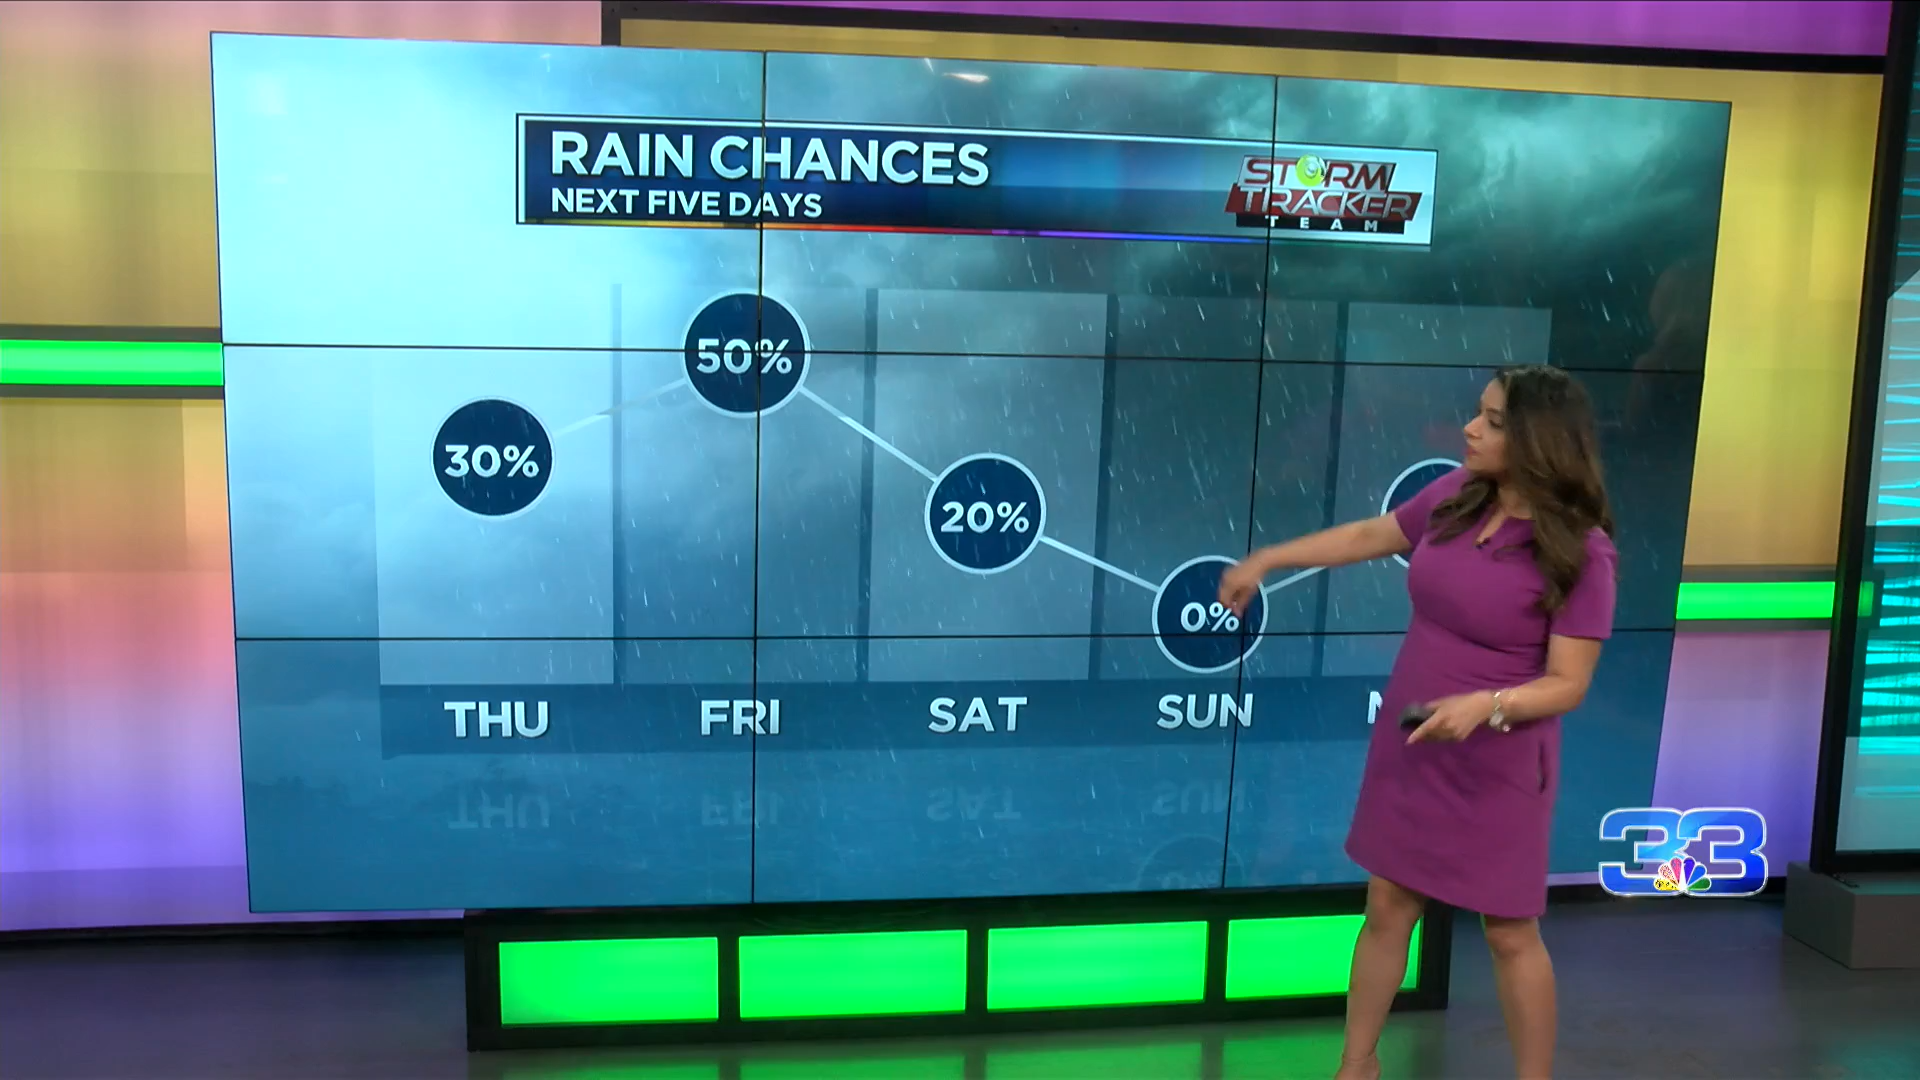 RAIN CHANCES
NEXT FIVE DAYS
STORM
TRACKER
TEAM
50%
30%
20%
0%
THU FRI SAT SUN
33